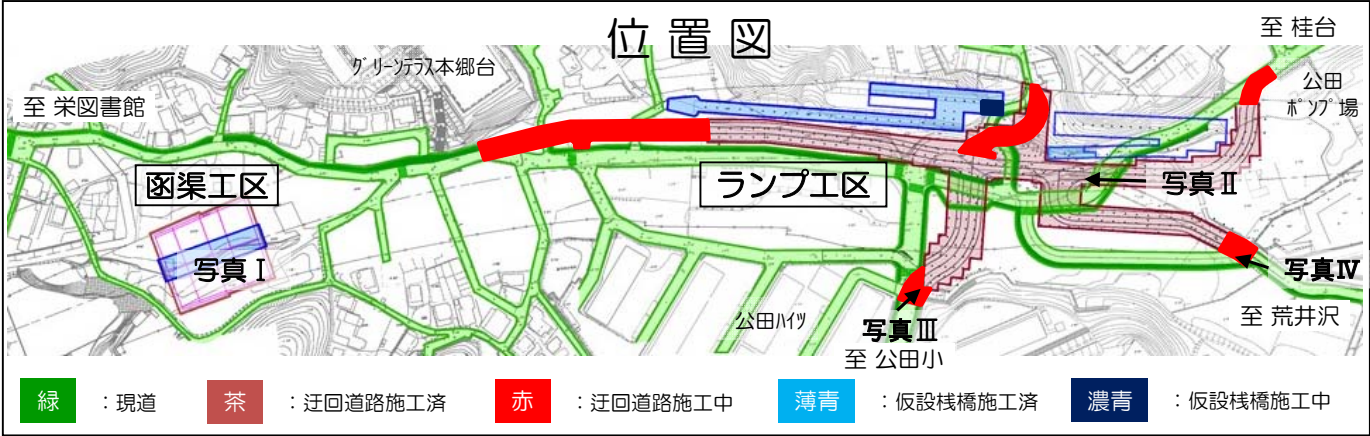 位置図
至 桂台
グリーンテラス本郷台
公田
ポンプ場
至 栄図書館
函渠工区
ランプ工区
写真Ⅱ
写真Ⅰ
写真Ⅳ
公田ハイツ
写真Ⅲ
至 荒井沢
至 公田小
緑 ：現道 茶 ：迂回道路施工済 赤 ：迂回道路施工中 薄青 ：仮設桟橋施工済 濃青 ：仮設桟橋施工中